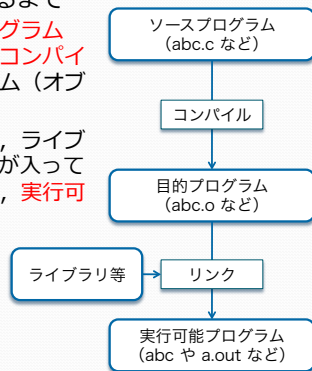 るまで
グラム
コンパイ
ム（オブ
，ライブ
が入って
，実行可
ソースプログラム
（abc.c など）
コンパイル
目的プログラム
（abc.o など）
ライブラリ等
リンク
実行可能プログラム
（abc や a.out など）